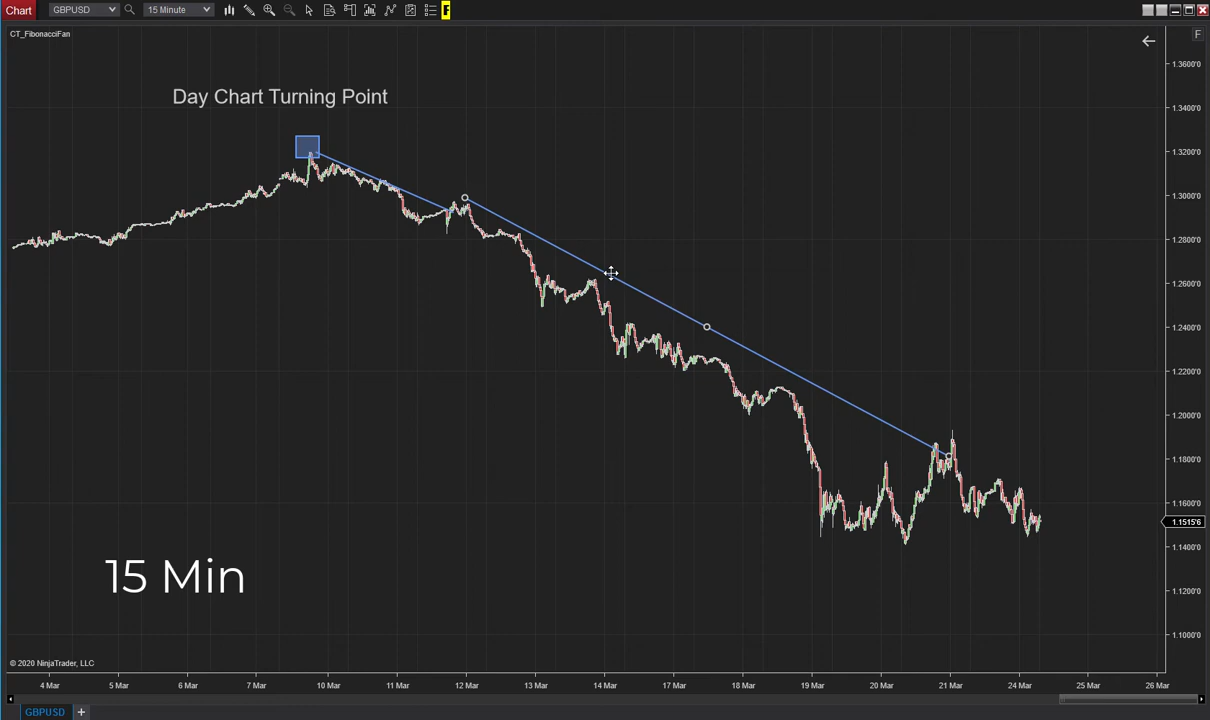 Chart GBPUSD 15 Minute F
CT_FibonacciFan
F
Day Chart Turning Point
1.3600'0
1.3400'0
1.3200'0
1.3000'0
1.2800'0
1.2600'0
1.2400'0
1.2200'0
1.2000'0
1.1800'0
1.1600'0
1.1515'6
1.1400'0
1.1200'0
1.1000'0
15 Min
© 2020 NinjaTrader, LLC
4 Mar 5 Mar 6 Mar 7 Mar 10 Mar 11 Mar 12 Mar 13 Mar 14 Mar 17 Mar 18 Mar 19 Mar 20 Mar 21 Mar 24 Mar 25 Mar 26 Mar
GBPUSD +